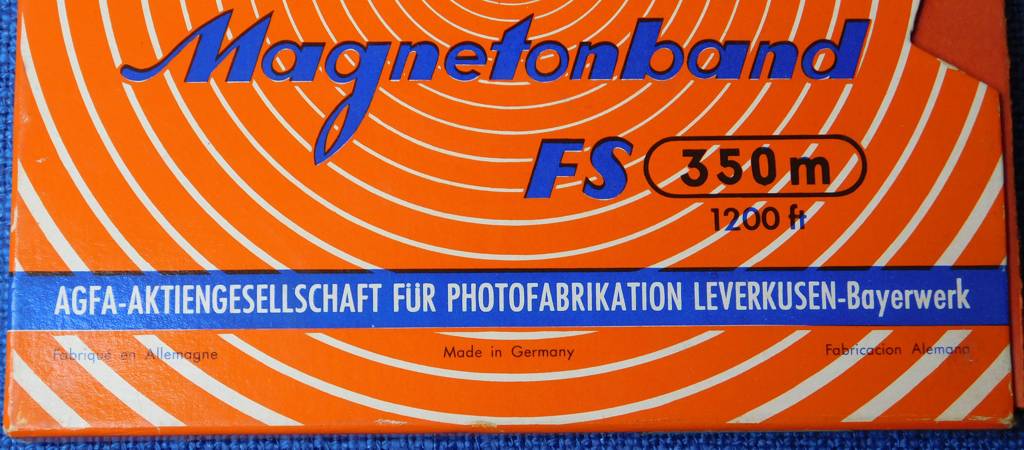 Magnetonband
FS 350 m
1200 ft
AGFA-AKTIENGESELLSCHAFT FÜR PHOTOFABRIKATION LEVERKUSEN-Bayerwerk
Fabriqué en Allemagne Made in Germany Fabricacion Alemana